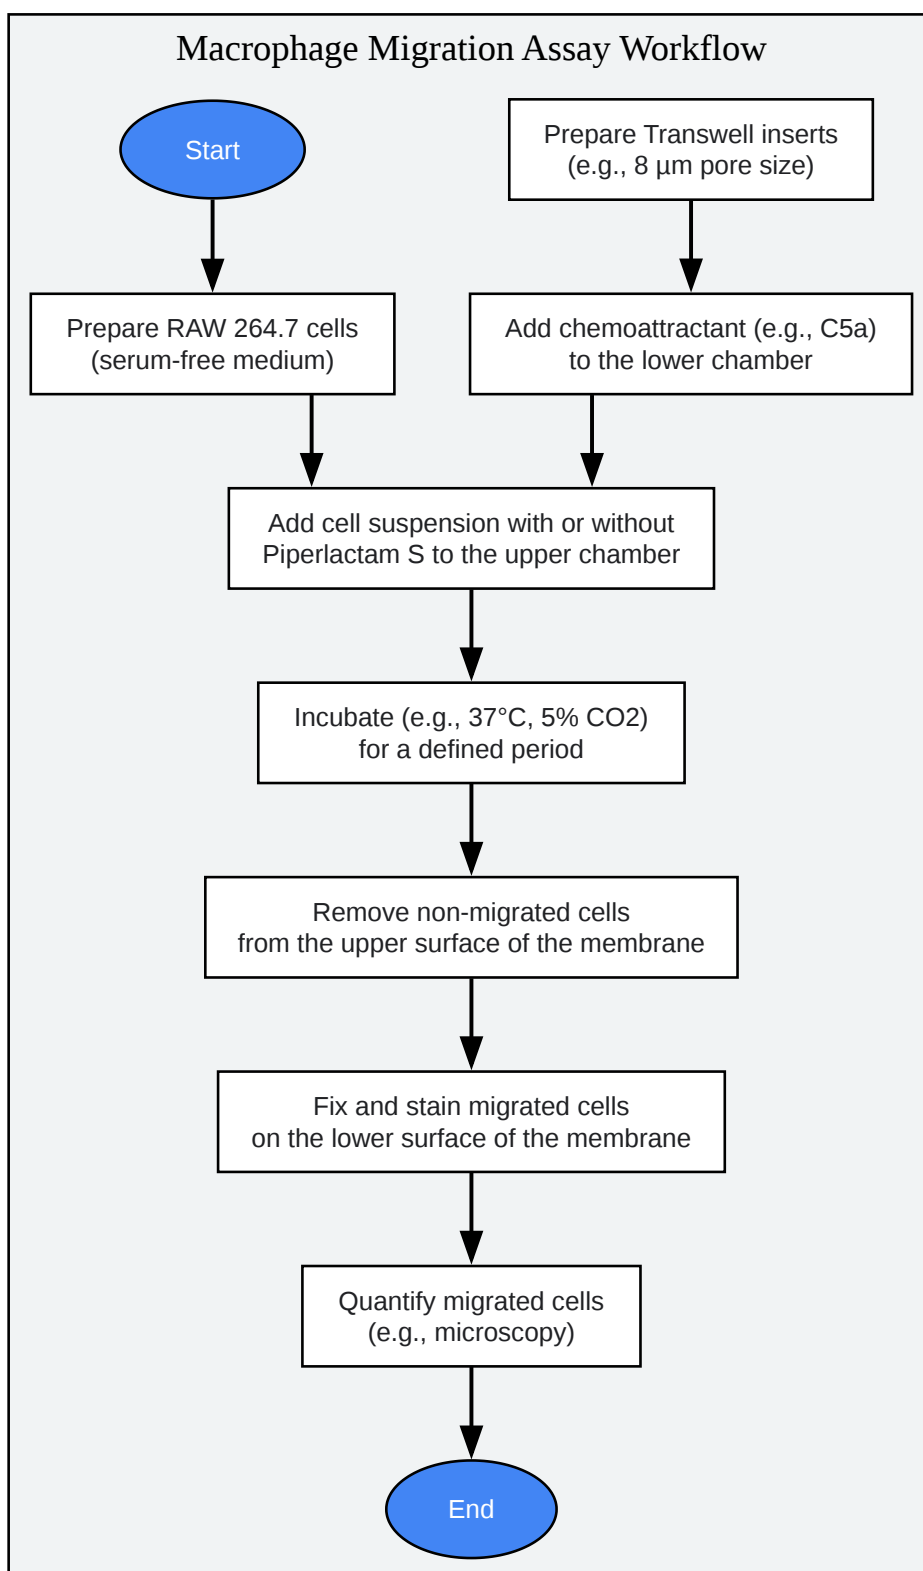 Macrophage Migration Assay Workflow
Start
Prepare Transwell inserts
(e.g., 8 µm pore size)
Prepare RAW 264.7 cells
(serum-free medium)
Add chemoattractant (e.g., C5a)
to the lower chamber
Add cell suspension with or without
Piperlactam S to the upper chamber
Incubate (e.g., 37°C, 5% CO2)
for a defined period
Remove non-migrated cells
from the upper surface of the membrane
Fix and stain migrated cells
on the lower surface of the membrane
Quantify migrated cells
(e.g., microscopy)
End